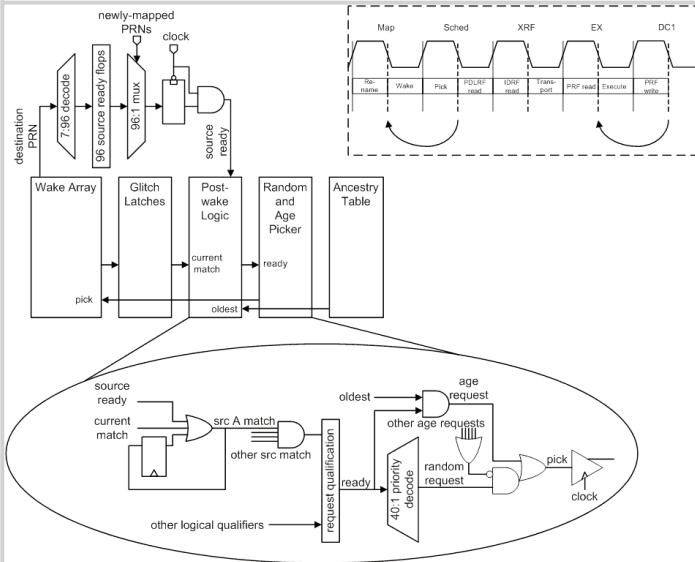 newly-mapped
PRNs
clock
7:96 decode
96 source ready flops
96:1 mux
destination
PRN
source
ready
Map
Sched
XRF
EX
DC1
Re-
name
Wake
Pick
PDLRF
read
IDRF
read
Trans-
port
PRF read
Execute
PRF
write
Wake Array
Glitch
Latches
Post-
wake
Logic
Random
and
Age
Picker
Ancestry
Table
current
match
ready
pick
oldest
source
ready
current
match
src A match
other src match
other logical qualifiers
request qualification
ready
oldest
age
request
other age requests
40:1 priority
decode
random
request
pick
clock